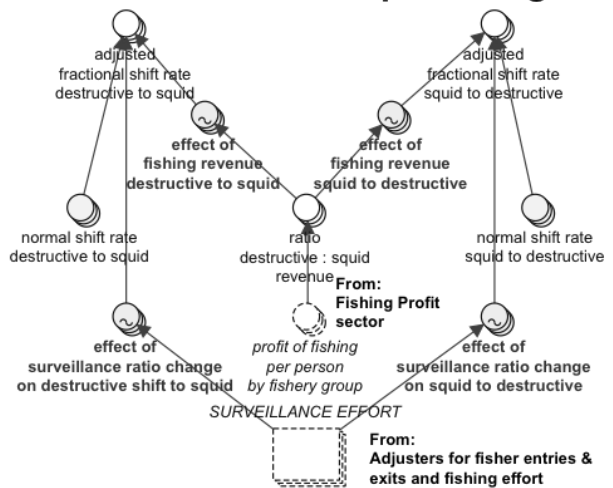 adjusted
fractional shift rate
destructive to squid
adjusted
fractional shift rate
squid to destructive
effect of
fishing revenue
destructive to squid
effect of
fishing revenue
squid to destructive
normal shift rate
destructive to squid
ratio
destructive : squid
revenue
normal shift rate
squid to destructive
From:
Fishing Profit
sector
effect of
surveillance ratio change
on destructive shift to squid
profit of fishing
per person
by fishery group
effect of
surveillance ratio change
on squid to destructive
SURVEILLANCE EFFORT
From:
Adjusters for fisher entries &
exits and fishing effort